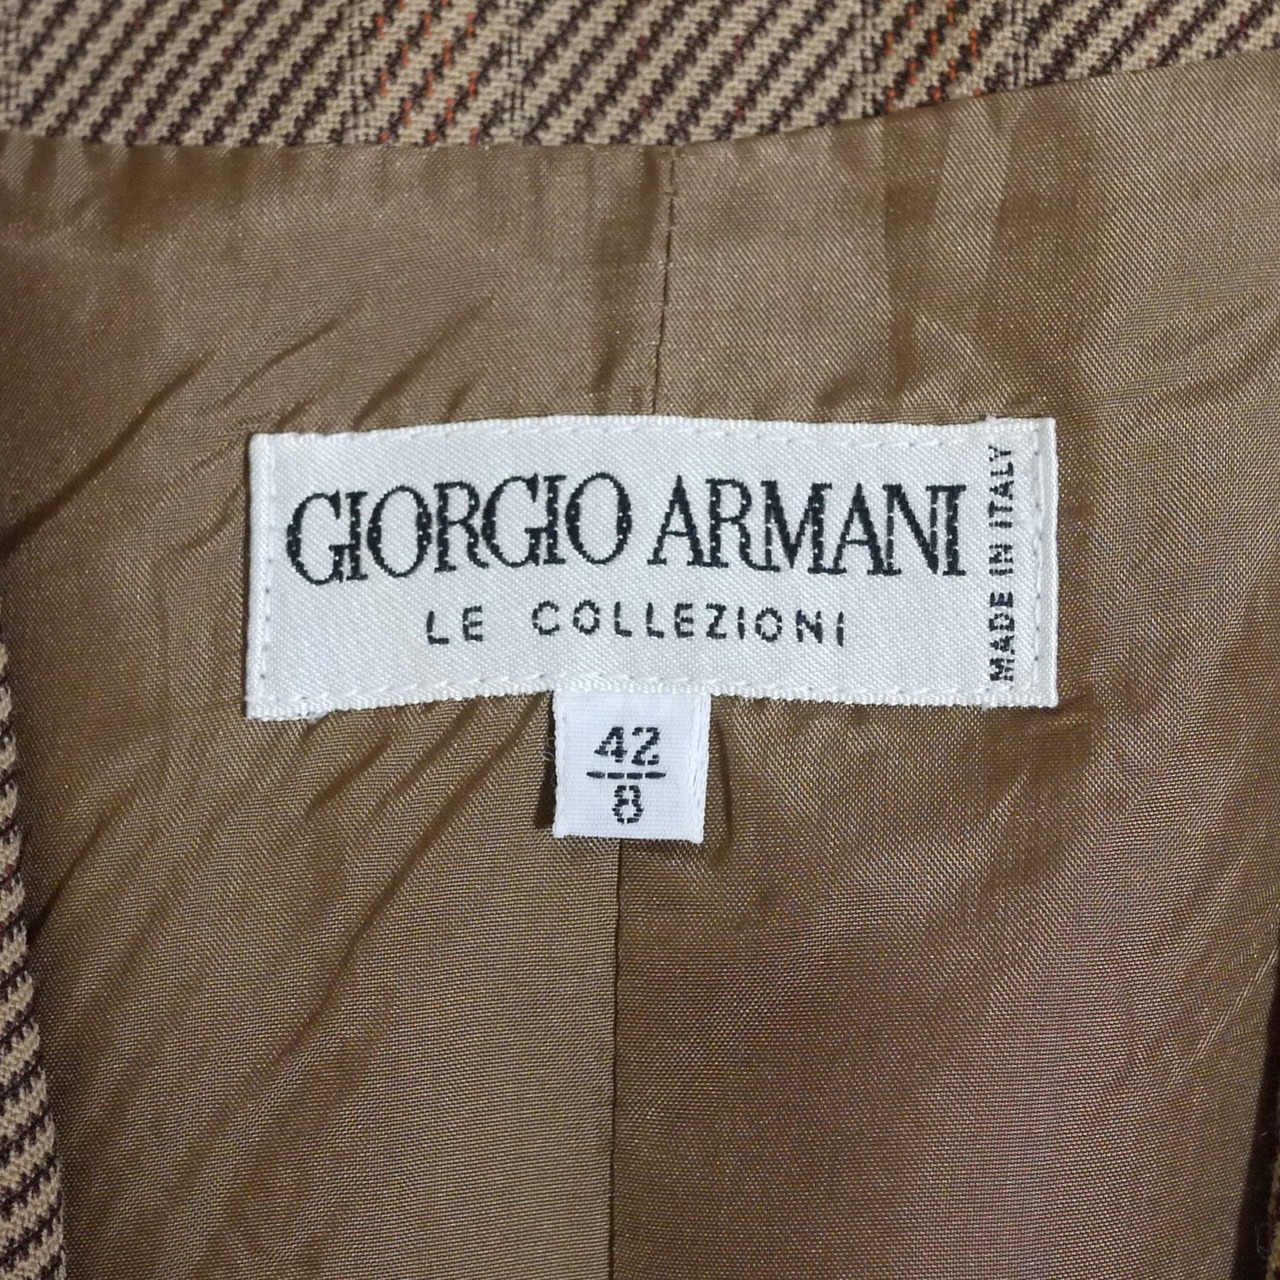 GIORGIO ARMANI
LE COLLEZIONI
MADE IN ITALY
42
8